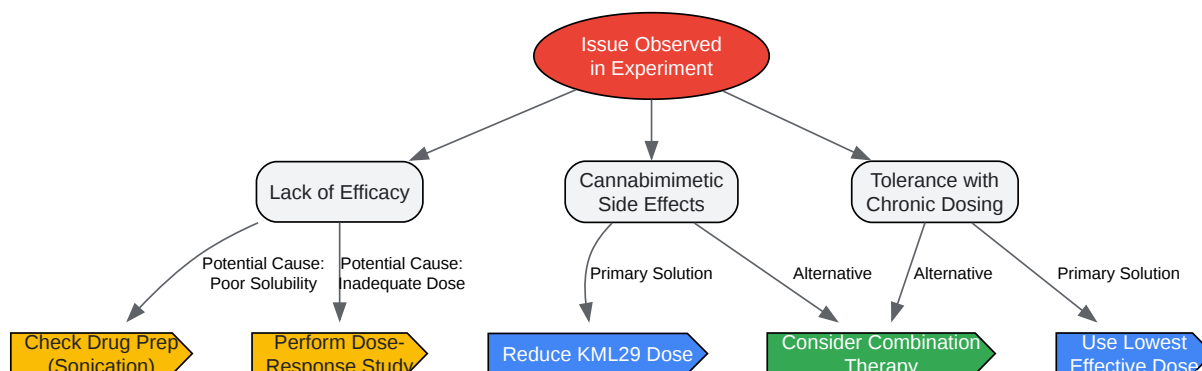 Issue Observed
in Experiment
Lack of Efficacy
Cannabimimetic
Side Effects
Tolerance with
Chronic Dosing
Potential Cause:
Poor Solubility
Potential Cause:
Inadequate Dose
Primary Solution
Alternative
Alternative
Primary Solution
Check Drug Prep
(Sonication)
Perform Dose-
Response Study
Reduce KML29 Dose
Consider Combination
Therapy
Use Lowest
Effective Dose